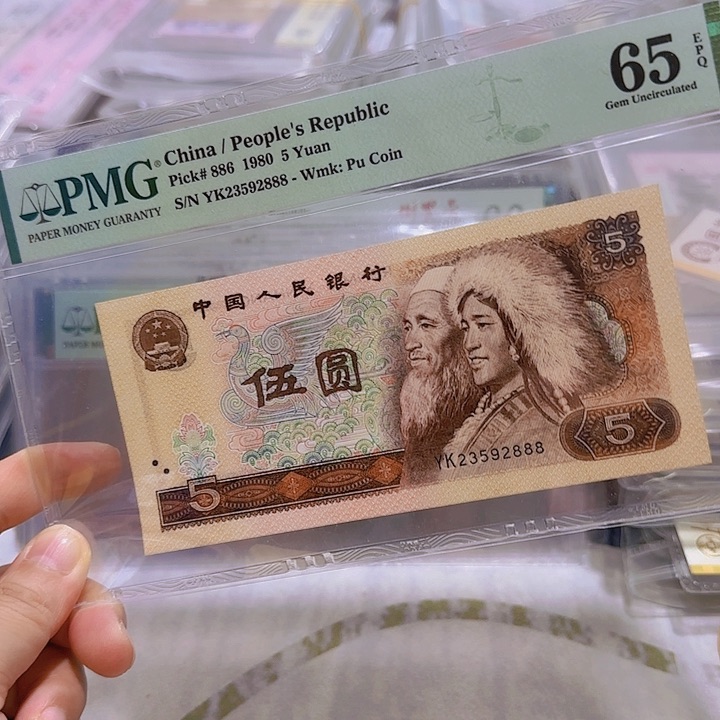 65
EPQ
Gem Uncirculated
PMG®
PAPER MONEY GUARANTY
China / People's Republic
Pick# 886 1980 5 Yuan
S/N YK23592888 - Wmk: Pu Coin
中国人民银行
5
伍圆
5
YK23592888
5